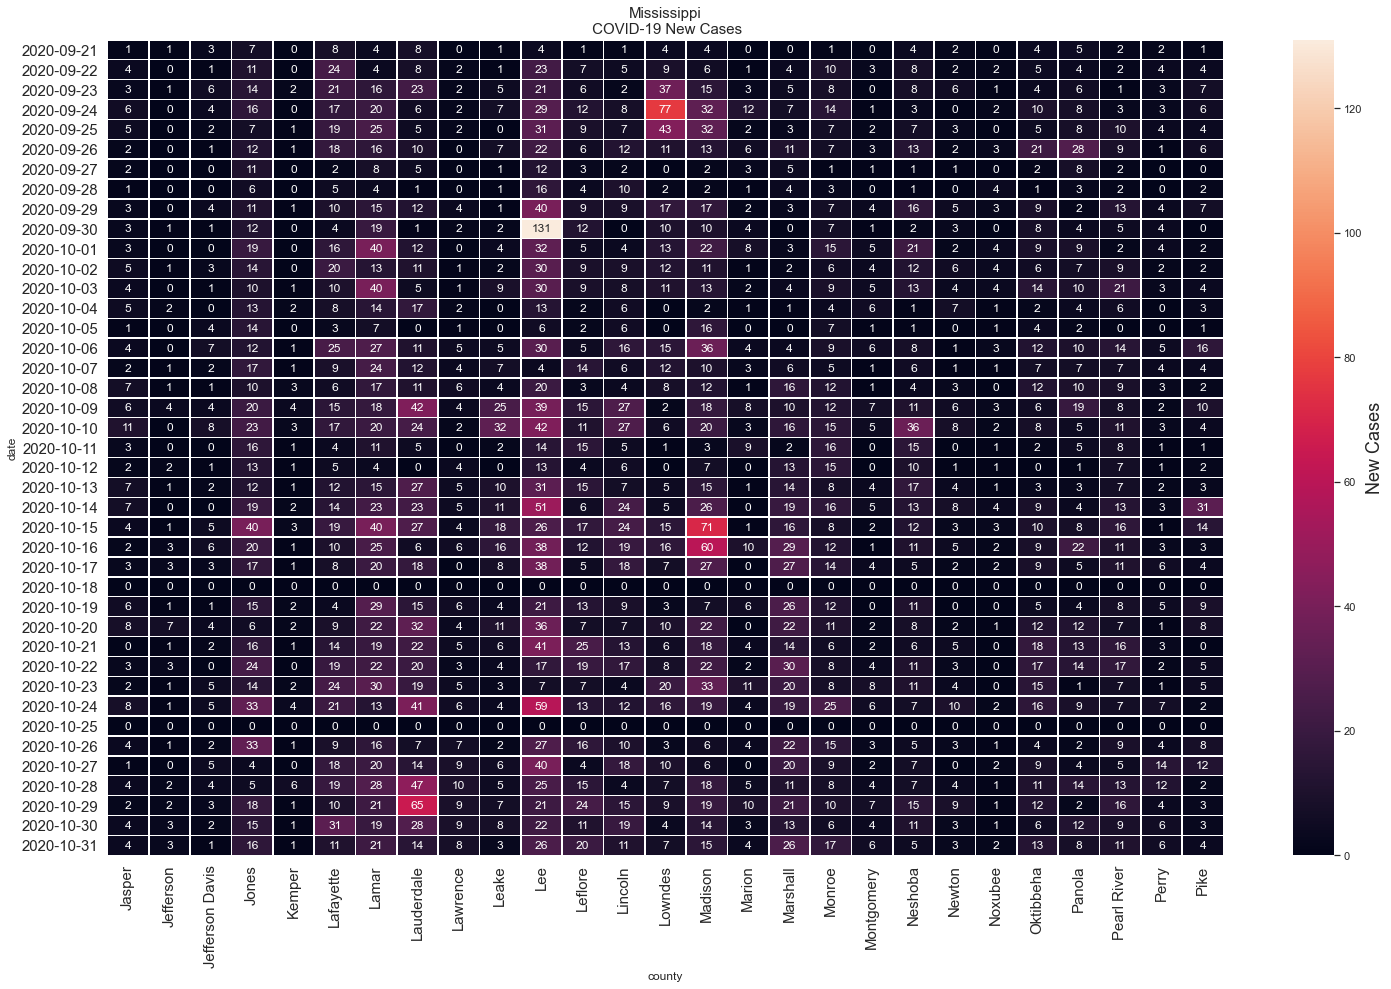 Mississippi
COVID-19 New Cases
2020-09-21 1 1 3 7 0 8 4 8 0 1 4 1 1 4 4 0 0 1 0 4 2 0 4 5 2 2 1
2020-09-22 4 0 1 11 0 24 4 8 2 1 23 7 5 9 6 1 4 10 3 8 2 2 5 4 2 4 4
2020-09-23 3 1 6 14 2 21 16 23 2 5 21 6 2 37 15 3 5 8 0 8 6 1 4 6 1 3 7
2020-09-24 6 0 4 16 0 17 20 6 2 7 29 12 8 77 32 12 7 14 1 3 0 2 10 8 3 3 6
2020-09-25 5 0 2 7 1 19 25 5 2 0 31 9 7 43 32 2 3 7 2 7 3 0 5 8 10 4 4
2020-09-26 2 0 1 12 1 18 16 10 0 7 22 6 12 11 13 6 11 7 3 13 2 3 21 28 9 1 6
2020-09-27 2 0 0 11 0 2 8 5 0 1 12 3 2 0 2 3 5 1 1 1 1 0 2 8 2 0 0
2020-09-28 1 0 0 6 0 5 4 1 0 1 16 4 10 2 2 1 4 3 0 1 0 4 1 3 2 0 2
2020-09-29 3 0 4 11 1 10 15 12 4 1 40 9 9 17 17 2 3 7 4 16 5 3 9 2 13 4 7
2020-09-30 3 1 1 12 0 4 19 1 2 2 131 12 0 10 10 4 0 7 1 2 3 0 8 4 5 4 0
2020-10-01 3 0 0 19 0 16 40 12 0 4 32 5 4 13 22 8 3 15 5 21 2 4 9 9 2 4 2
2020-10-02 5 1 3 14 0 20 13 11 1 2 30 9 9 12 11 1 2 6 4 12 6 4 6 7 9 2 2
2020-10-03 4 0 1 10 1 10 40 5 1 9 30 9 8 11 13 2 4 9 5 13 4 4 14 10 21 3 4
2020-10-04 5 2 0 13 2 8 14 17 2 0 13 2 6 0 2 1 1 4 6 1 7 1 2 4 6 0 3
2020-10-05 1 0 4 14 0 3 7 0 1 0 6 2 6 0 16 0 0 7 1 1 0 1 4 2 0 0 1
2020-10-06 4 0 7 12 1 25 27 11 5 5 30 5 16 15 36 4 4 9 6 8 1 3 12 10 14 5 16
2020-10-07 2 1 2 17 1 9 24 12 4 7 4 14 6 12 10 3 6 5 1 6 1 1 7 7 7 4 4
2020-10-08 7 1 1 10 3 6 17 11 6 4 20 3 4 8 12 1 16 12 1 4 3 0 12 10 9 3 2
2020-10-09 6 4 4 20 4 15 18 42 4 25 39 15 27 2 18 8 10 12 7 11 6 3 6 19 8 2 10
2020-10-10 11 0 8 23 3 17 20 24 2 32 42 11 27 6 20 3 16 15 5 36 8 2 8 5 11 3 4
2020-10-11 3 0 0 16 1 4 11 5 0 2 14 15 5 1 3 9 2 16 0 15 0 1 2 5 8 1 1
2020-10-12 2 2 1 13 1 5 4 0 4 0 13 4 6 0 7 0 13 15 0 10 1 1 0 1 7 1 2
2020-10-13 7 1 2 12 1 12 15 27 5 10 31 15 7 5 15 1 14 8 4 17 4 1 3 3 7 2 3
2020-10-14 7 0 0 19 2 14 23 23 5 11 51 6 24 5 26 0 19 16 5 13 8 4 9 4 13 3 31
2020-10-15 4 1 5 40 3 19 40 27 4 18 26 17 24 15 71 1 16 8 2 12 3 3 10 8 16 1 14
2020-10-16 2 3 6 20 1 10 25 6 6 16 38 12 19 16 60 10 29 12 1 11 5 2 9 22 11 3 3
2020-10-17 3 3 3 17 1 8 20 18 0 8 38 5 18 7 27 0 27 14 4 5 2 2 9 5 11 6 4
2020-10-18 0 0 0 0 0 0 0 0 0 0 0 0 0 0 0 0 0 0 0 0 0 0 0 0 0 0 0
2020-10-19 6 1 1 15 2 4 29 15 6 4 21 13 9 3 7 6 26 12 0 11 0 0 5 4 8 5 9
2020-10-20 8 7 4 6 2 9 22 32 4 11 36 7 7 10 22 0 22 11 2 8 2 1 12 12 7 1 8
2020-10-21 0 1 2 16 1 14 19 22 5 6 41 25 13 6 18 4 14 6 2 6 5 0 18 13 16 3 0
2020-10-22 3 3 0 24 0 19 22 20 3 4 17 19 17 8 22 2 30 8 4 11 3 0 17 14 17 2 5
2020-10-23 2 1 5 14 2 24 30 19 5 3 7 7 4 20 33 11 20 8 8 11 4 0 15 1 7 1 5
2020-10-24 8 1 5 33 4 21 13 41 6 4 59 13 12 16 19 4 19 25 6 7 10 2 16 9 7 7 2
2020-10-25 0 0 0 0 0 0 0 0 0 0 0 0 0 0 0 0 0 0 0 0 0 0 0 0 0 0 0
2020-10-26 4 1 2 33 1 9 16 7 7 2 27 16 10 3 6 4 22 15 3 5 3 1 4 2 9 4 8
2020-10-27 1 0 5 4 0 18 20 14 9 6 40 4 18 10 6 0 20 9 2 7 0 2 9 4 5 14 12
2020-10-28 4 2 4 5 6 19 28 47 10 5 25 15 4 7 18 5 11 8 4 7 4 1 11 14 13 12 2
2020-10-29 2 2 3 18 1 10 21 65 9 7 21 24 15 9 19 10 21 10 7 15 9 1 12 2 16 4 3
2020-10-30 4 3 2 15 1 31 19 28 9 8 22 11 19 4 14 3 13 6 4 11 3 1 6 12 9 6 3
2020-10-31 4 3 1 16 1 11 21 14 8 3 26 20 11 7 15 4 26 17 6 5 3 2 13 8 11 6 4
Jasper Jefferson Jefferson Davis Jones Kemper Lafayette Lamar Lauderdale Lawrence Leake Lee Leflore Lincoln Lowndes Madison Marion Marshall Monroe Montgomery Neshoba Newton Noxubee Oktibbeha Panola Pearl River Perry Pike
county
date
120
100
80
60
40
20
0
New Cases